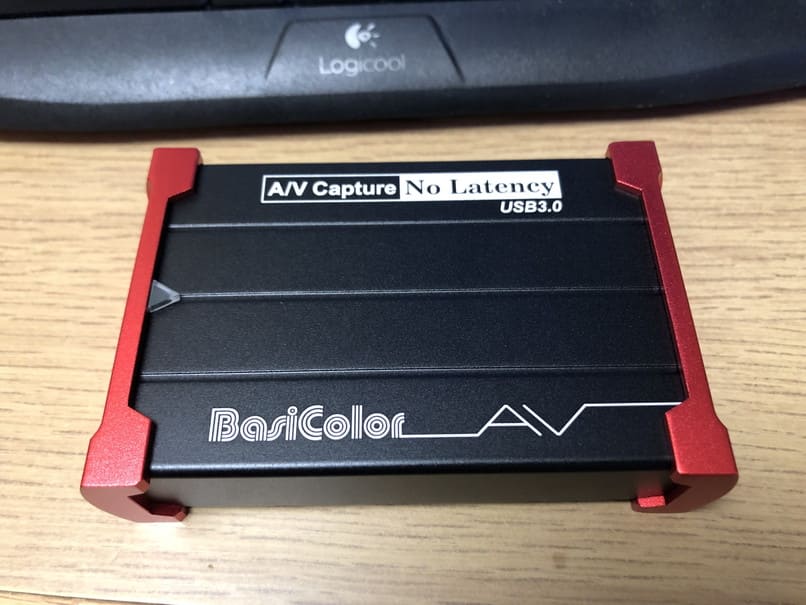 Logicool
A/V Capture No Latency
USB3.0
BasiColor AV